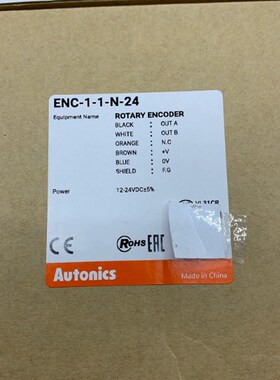 ENC-1-1-N-24
Equipment Name ROTARY ENCODER
BLACK : OUT A
WHITE : OUT B
ORANGE : N.C
BROWN : +V
BLUE : 0V
SHIELD : F.G
Power 12-24VDC±5%
CE RoHS EAC
Autonics
Made in China